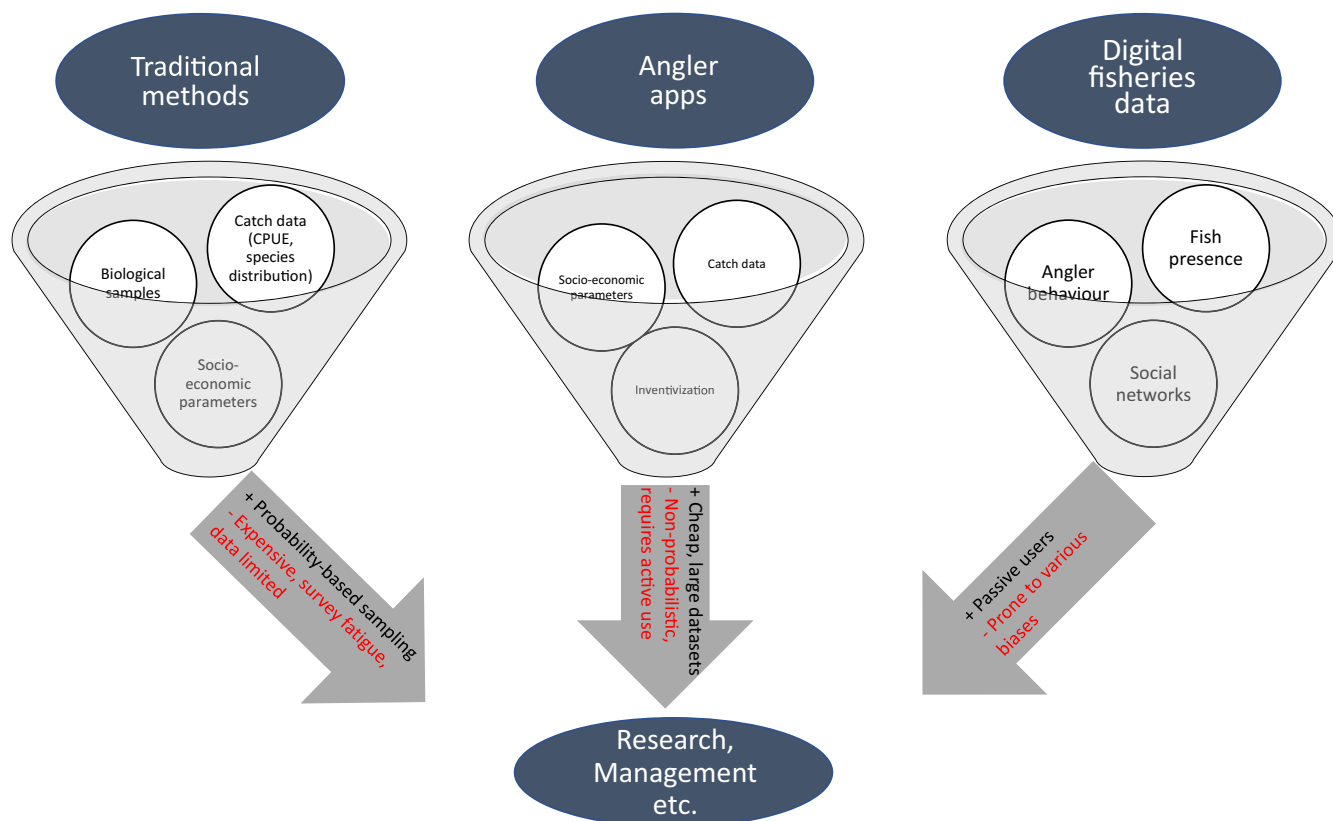 Traditional
methods
Angler
apps
Digital
fisheries
data
Biological
samples
Catch data
(CPUE,
species
distribution)
Socio-
economic
parameters
Socio-economic
parameters
Catch data
Inventivization
Angler
behaviour
Fish
presence
Social
networks
+ Probability-based sampling
- Expensive, survey fatigue,
data limited
+ Cheap, large datasets
- Non-probabilistic,
requires active use
+ Passive users
- Prone to various
biases
Research,
Management
etc.